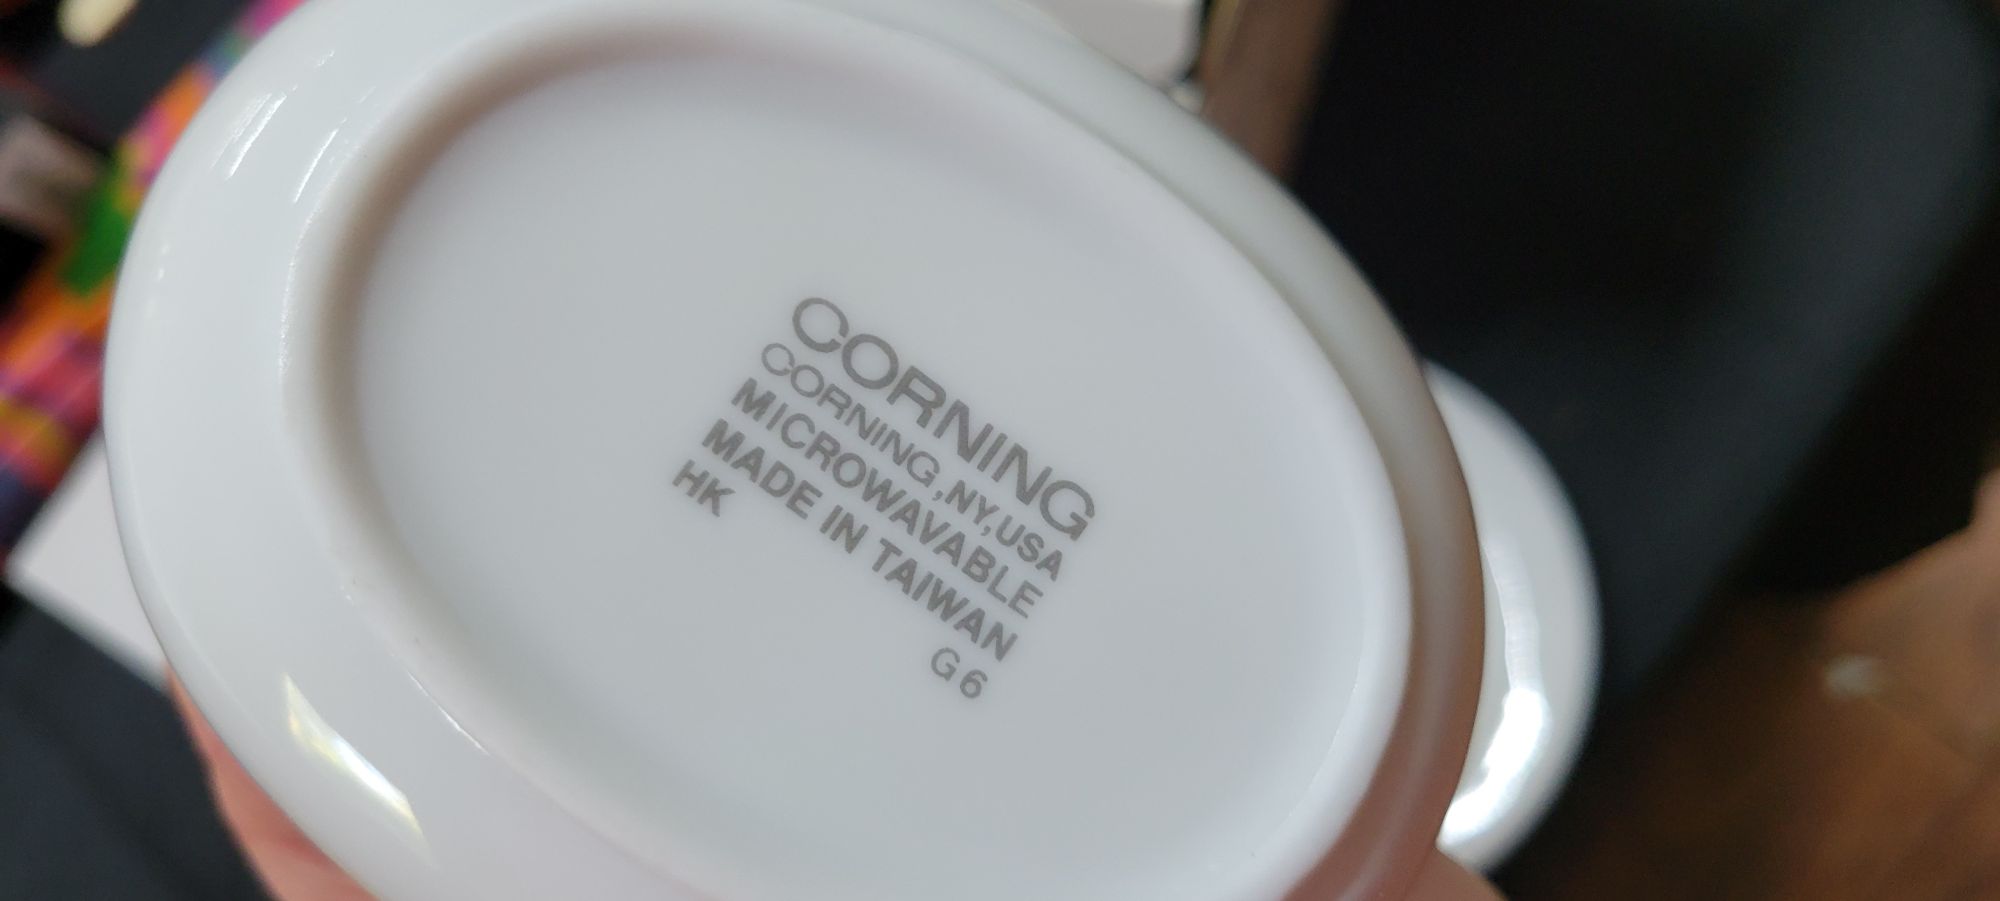 CORNING
CORNING,NY,USA
MICROWAVABLE
MADE IN TAIWAN
HK
G6